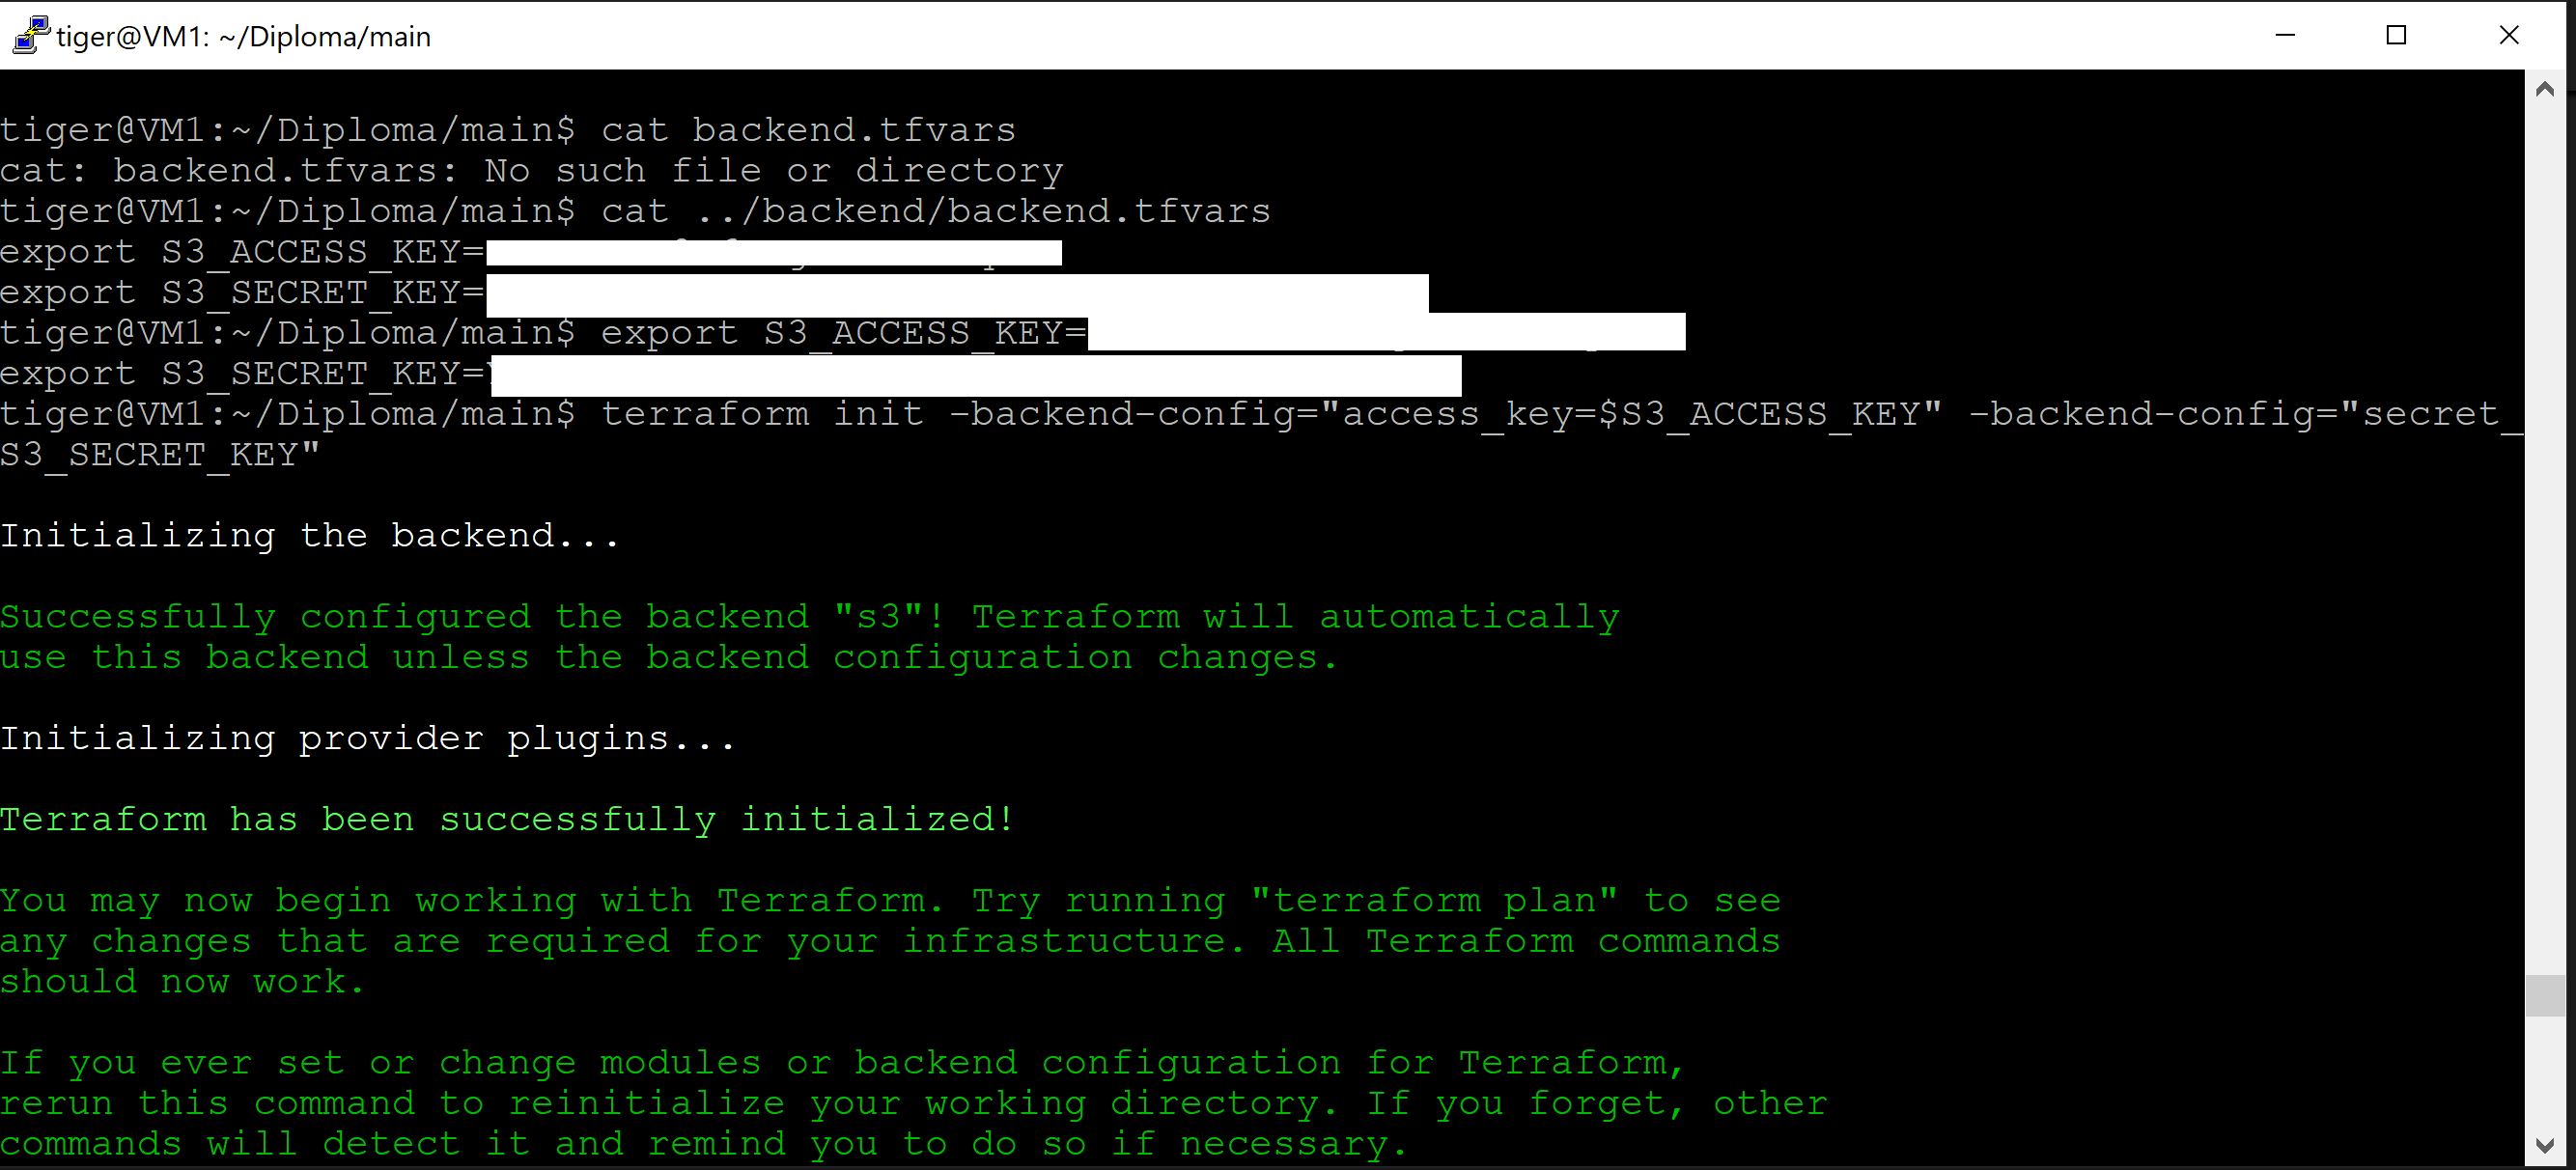 tiger@VM1: ~/Diploma/main
tiger@VM1:~/Diploma/main$ cat backend.tfvars
cat: backend.tfvars: No such file or directory
tiger@VM1:~/Diploma/main$ cat ../backend/backend.tfvars
export S3_ACCESS_KEY=
export S3_SECRET_KEY=
tiger@VM1:~/Diploma/main$ export S3_ACCESS_KEY=
export S3_SECRET_KEY=
tiger@VM1:~/Diploma/main$ terraform init -backend-config="access_key=$S3_ACCESS_KEY" -backend-config="secret_
S3_SECRET_KEY"
Initializing the backend...
Successfully configured the backend "s3"! Terraform will automatically
use this backend unless the backend configuration changes.
Initializing provider plugins...
Terraform has been successfully initialized!
You may now begin working with Terraform. Try running "terraform plan" to see
any changes that are required for your infrastructure. All Terraform commands
should now work.
If you ever set or change modules or backend configuration for Terraform,
rerun this command to reinitialize your working directory. If you forget, other
commands will detect it and remind you to do so if necessary.